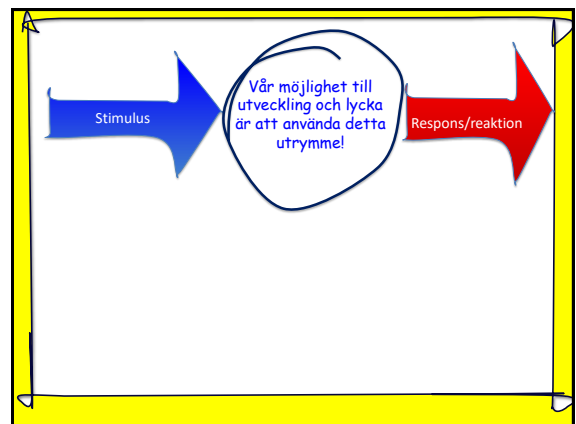 Stimulus
Vår möjlighet till
utveckling och lycka
är att använda detta
utrymme!
Respons/reaktion